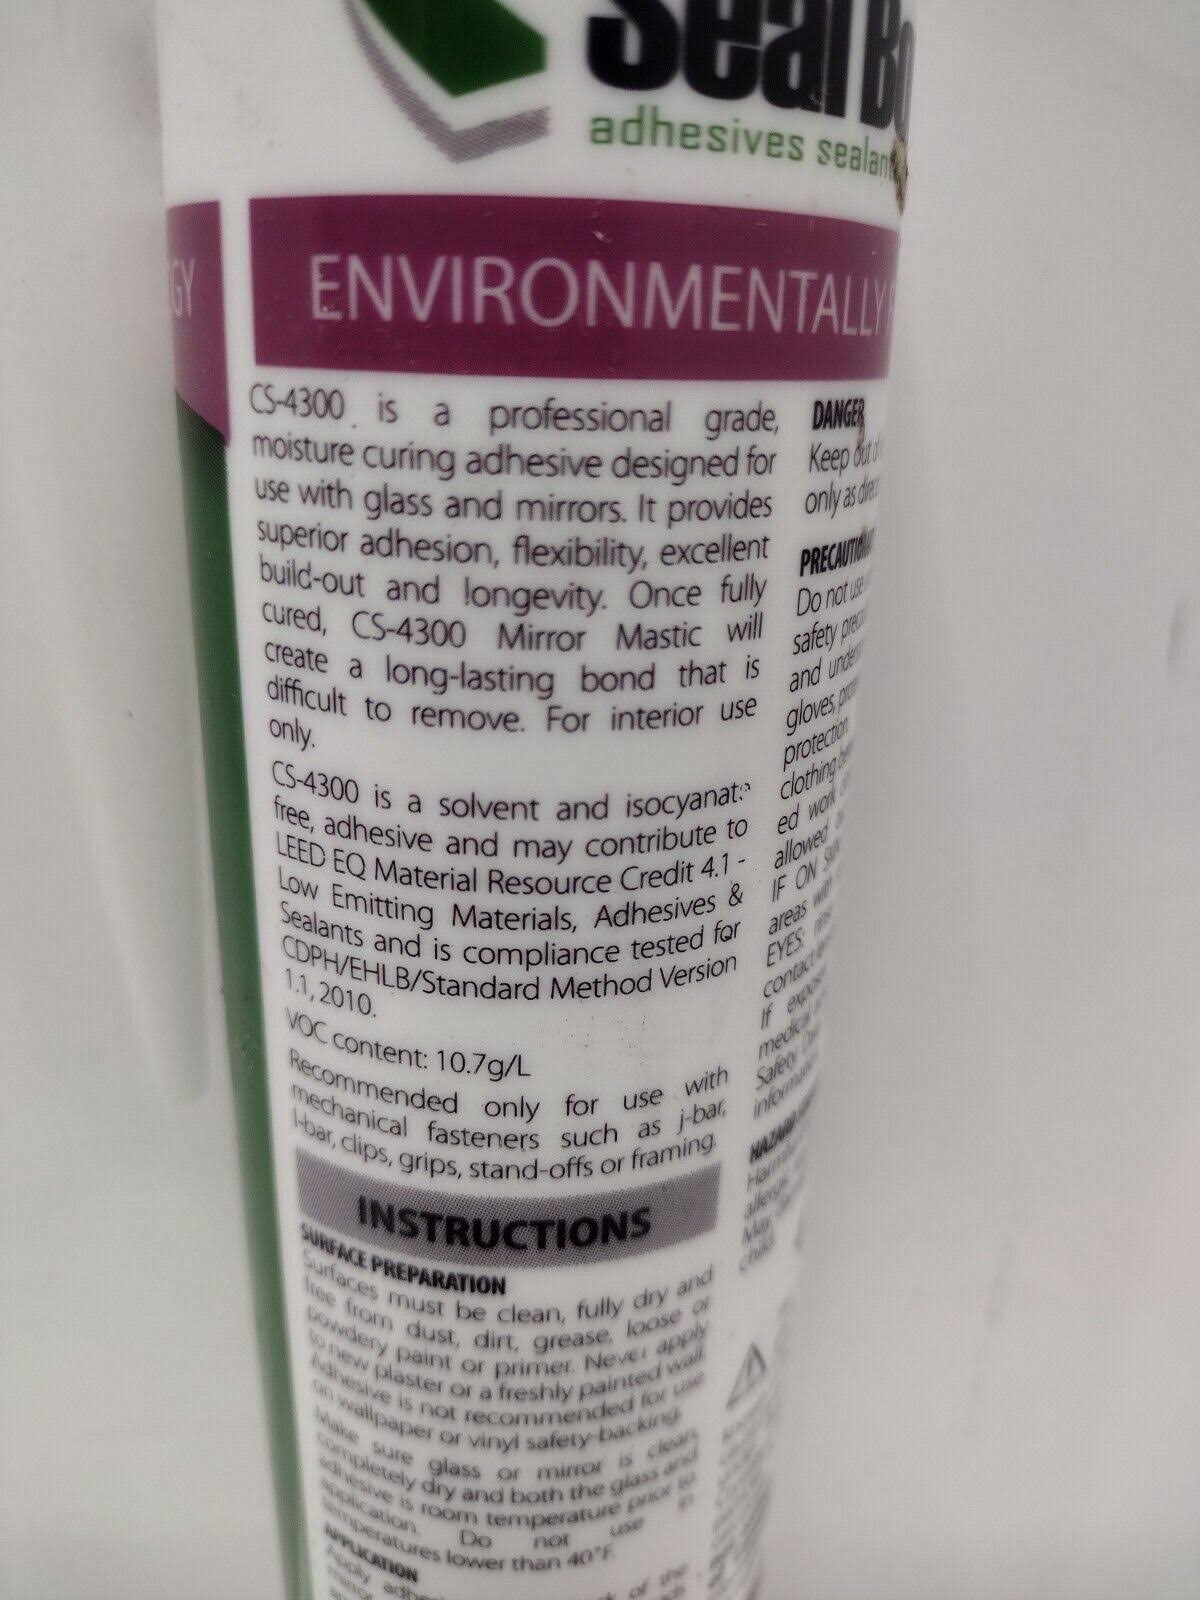 Seal Bo
adhesives sealan
GY
ENVIRONMENTALLY
CS-4300 is a professional grade,
moisture curing adhesive designed for
use with glass and mirrors. It provides
superior adhesion, flexibility, excellent
build-out and longevity. Once fully
cured, CS-4300 Mirror Mastic will
create a long-lasting bond that is
difficult to remove. For interior use
only.
CS-4300 is a solvent and isocyanate
free, adhesive and may contribute to
LEED EQ Material Resource Credit 4.1 -
Low Emitting Materials, Adhesives &
Sealants and is compliance tested for
CDPH/EHLB/Standard Method Version
1.1, 2010.
VOC content: 10.7g/L
Recommended only for use with
mechanical fasteners such as j-bar,
l-bar, clips, grips, stand-offs or framing.
INSTRUCTIONS
SURFACE PREPARATION
Surfaces must be clean, fully dry and
free from dust, dirt, grease, loose or
powdery paint or primer. Never apply
to new plaster or a freshly painted wall.
Adhesive is not recommended for use
on wallpaper or vinyl safety-backing.
Make sure glass or mirror is clean,
completely dry and both the glass and
adhesive is room temperature prior to
application. Do not use in
temperatures lower than 40°F.
APPLICATION
Apply of the
DANGER
Keep out
only as
Do not use
safety
and
gloves,
protection.
clothing
ed work
allowed
IF ON SKIN
areas with
EYES:
contact
If
medical
Safety